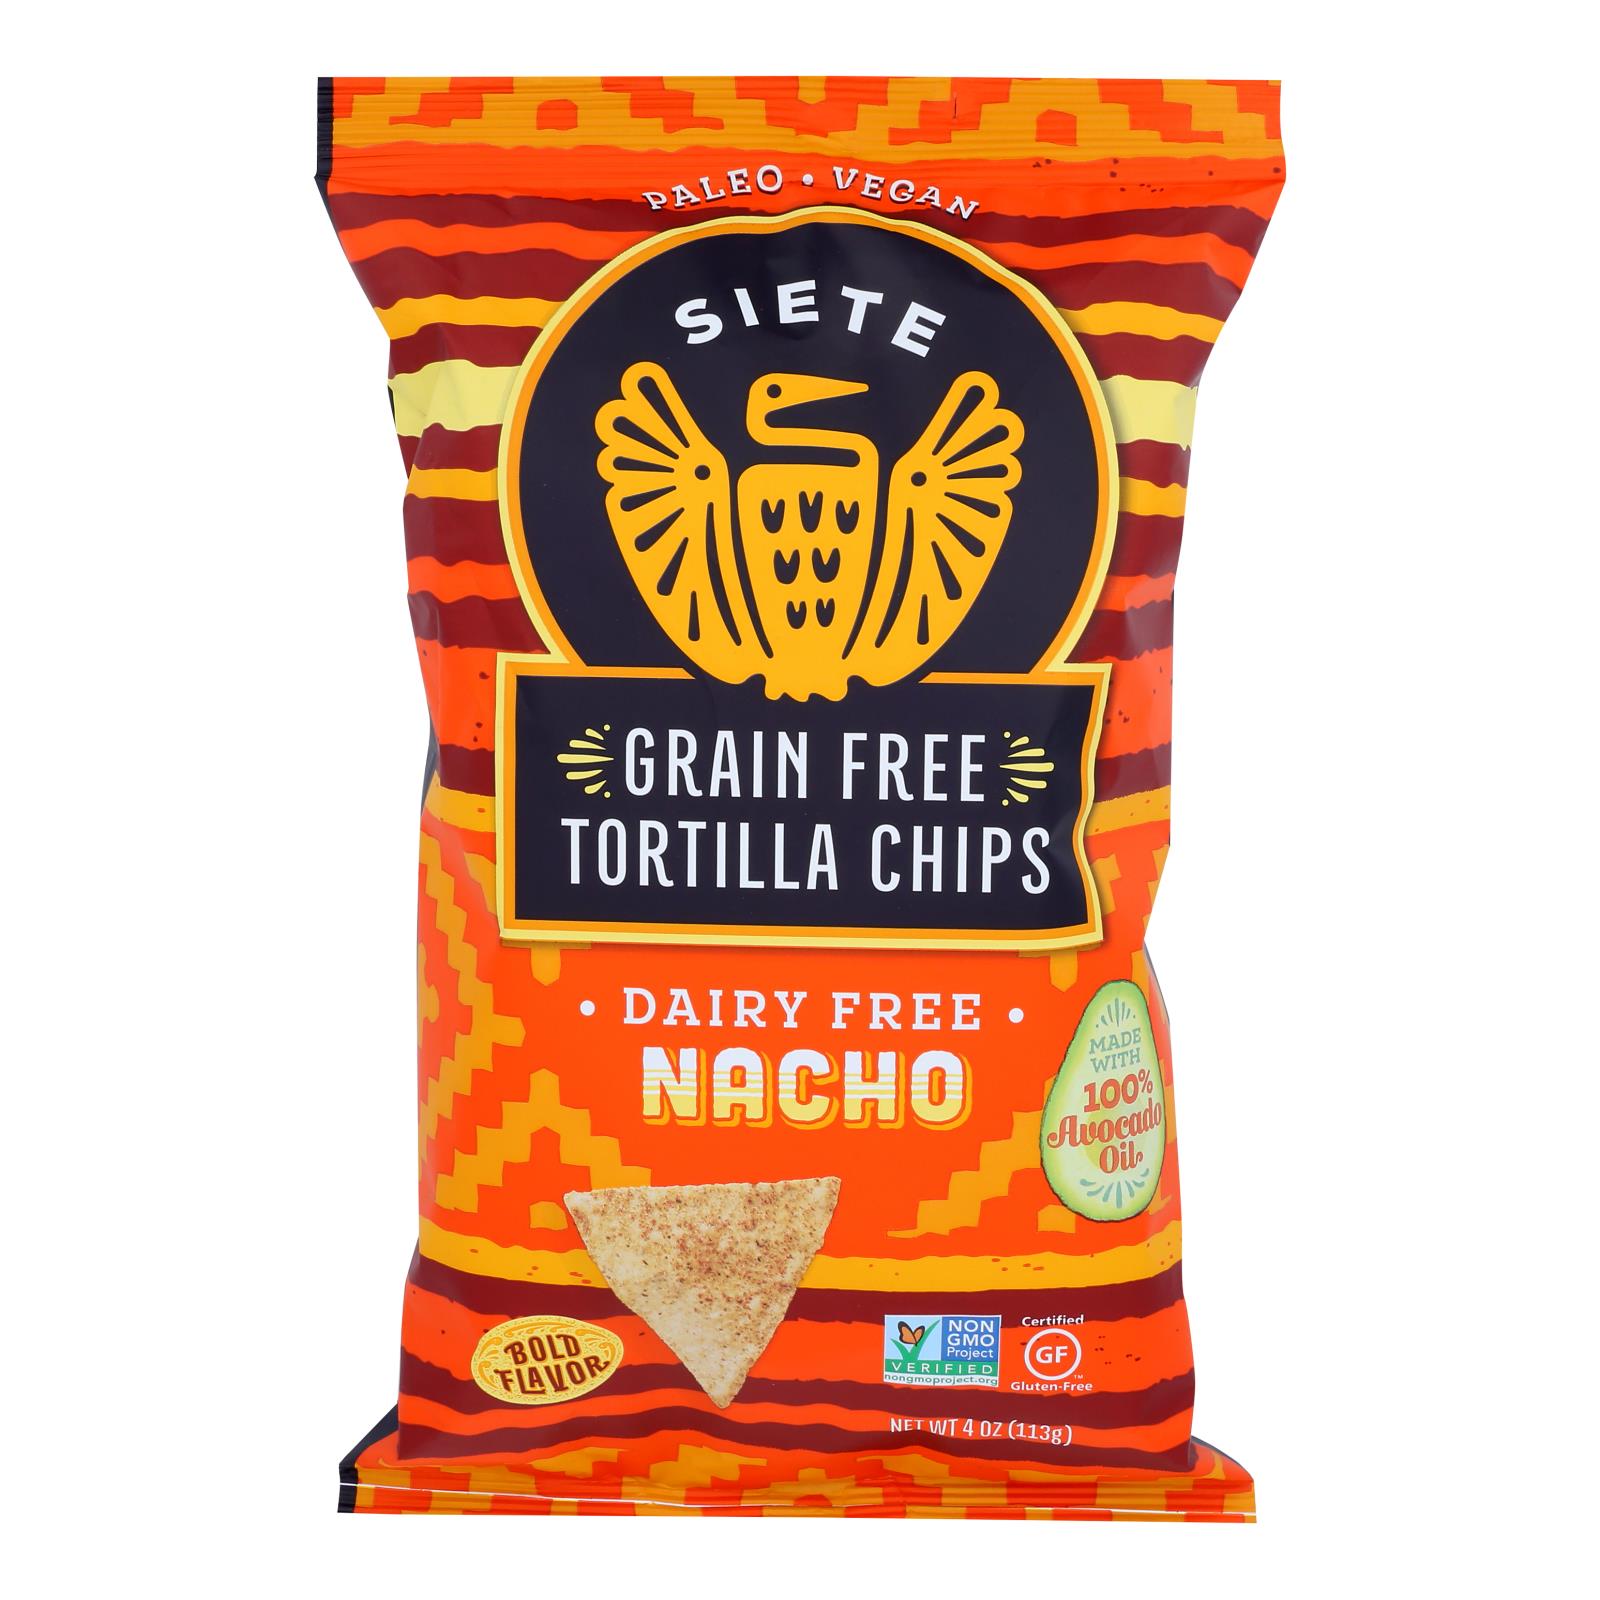 PALEO • VEGAN
SIETE
GRAIN FREE
TORTILLA CHIPS
• DAIRY FREE •
NACHO
MADE
WITH
100%
Avocado
Oil
BOLD
FLAVOR
NON
GMO
Project
VERIFIED
nongmoproject.org
Certified
GF
™
Gluten-Free
NET WT 4 OZ (113g)